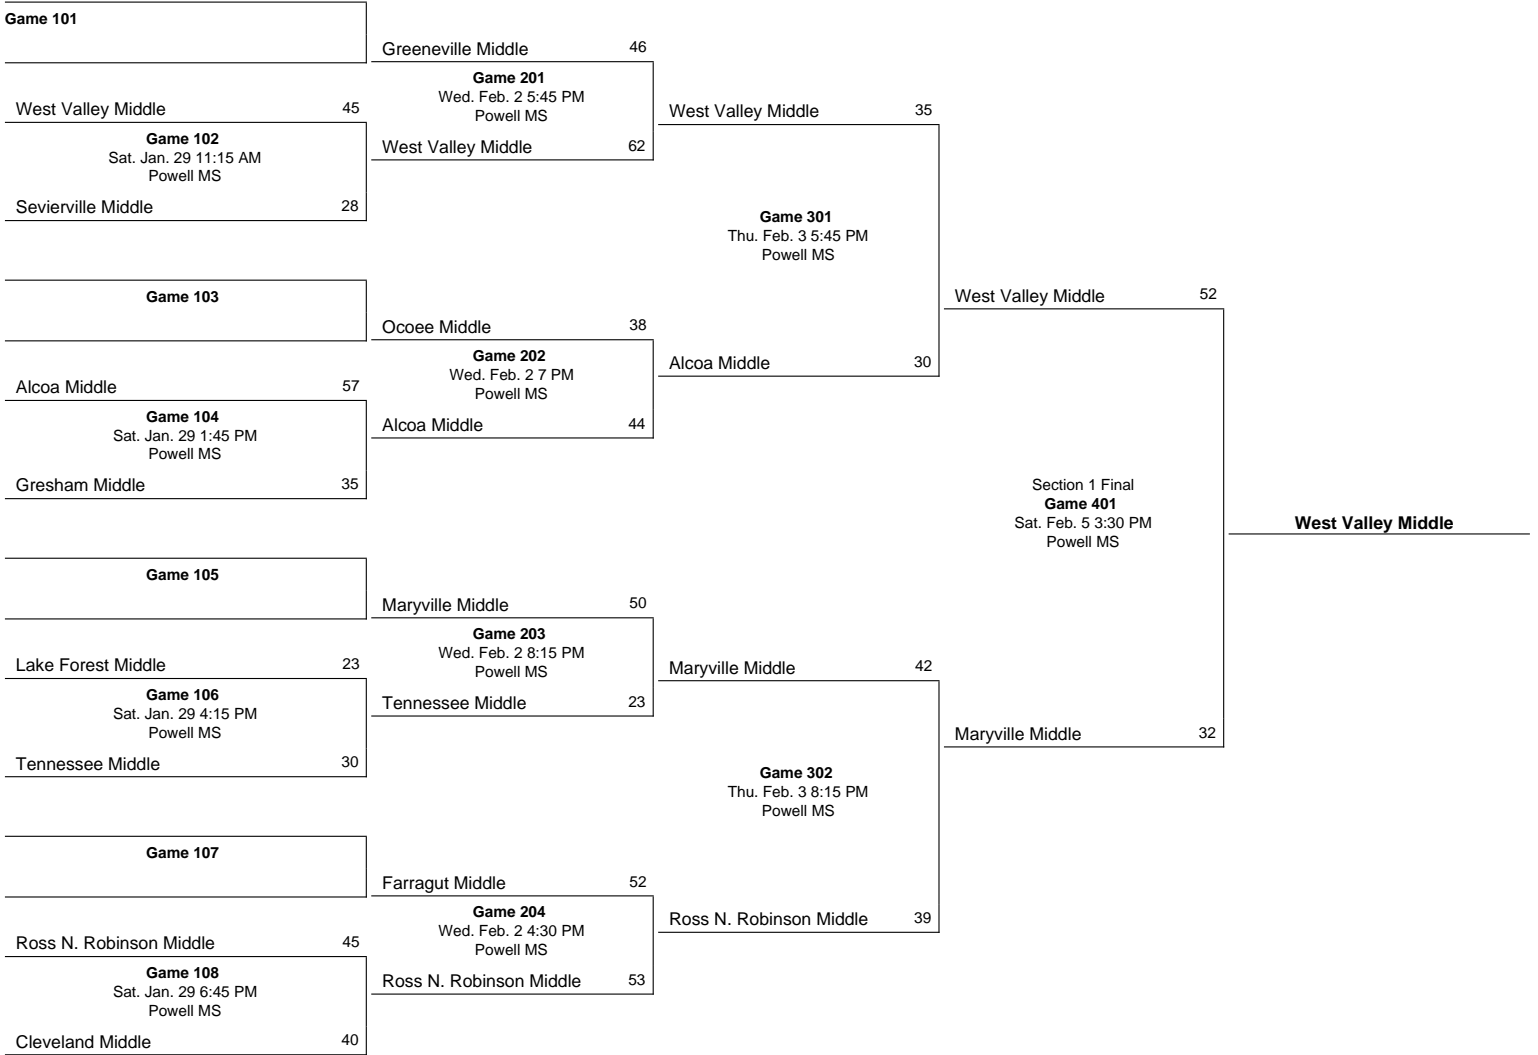 Game 101
Greeneville Middle 46
Game 201
Wed. Feb. 2 5:45 PM
Powell MS
West Valley Middle 62
West Valley Middle 45
Game 102
Sat. Jan. 29 11:15 AM
Powell MS
Sevierville Middle 28
West Valley Middle 35
Game 301
Thu. Feb. 3 5:45 PM
Powell MS
Alcoa Middle 30
Game 103
Ocoee Middle 38
Game 202
Wed. Feb. 2 7 PM
Powell MS
Alcoa Middle 44
Alcoa Middle 57
Game 104
Sat. Jan. 29 1:45 PM
Powell MS
Gresham Middle 35
West Valley Middle 52
Section 1 Final
Game 401
Sat. Feb. 5 3:30 PM
Powell MS
Maryville Middle 32
West Valley Middle
Game 105
Maryville Middle 50
Game 203
Wed. Feb. 2 8:15 PM
Powell MS
Tennessee Middle 23
Lake Forest Middle 23
Game 106
Sat. Jan. 29 4:15 PM
Powell MS
Tennessee Middle 30
Maryville Middle 42
Game 302
Thu. Feb. 3 8:15 PM
Powell MS
Ross N. Robinson Middle 39
Game 107
Farragut Middle 52
Game 204
Wed. Feb. 2 4:30 PM
Powell MS
Ross N. Robinson Middle 53
Ross N. Robinson Middle 45
Game 108
Sat. Jan. 29 6:45 PM
Powell MS
Cleveland Middle 40